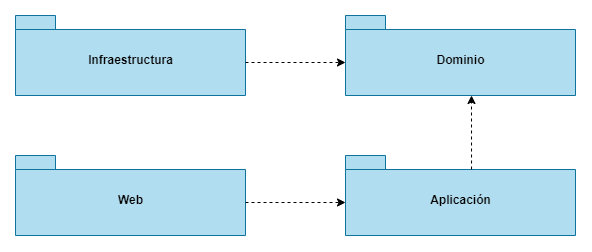 Infraestructura
Dominio
Web
Aplicación